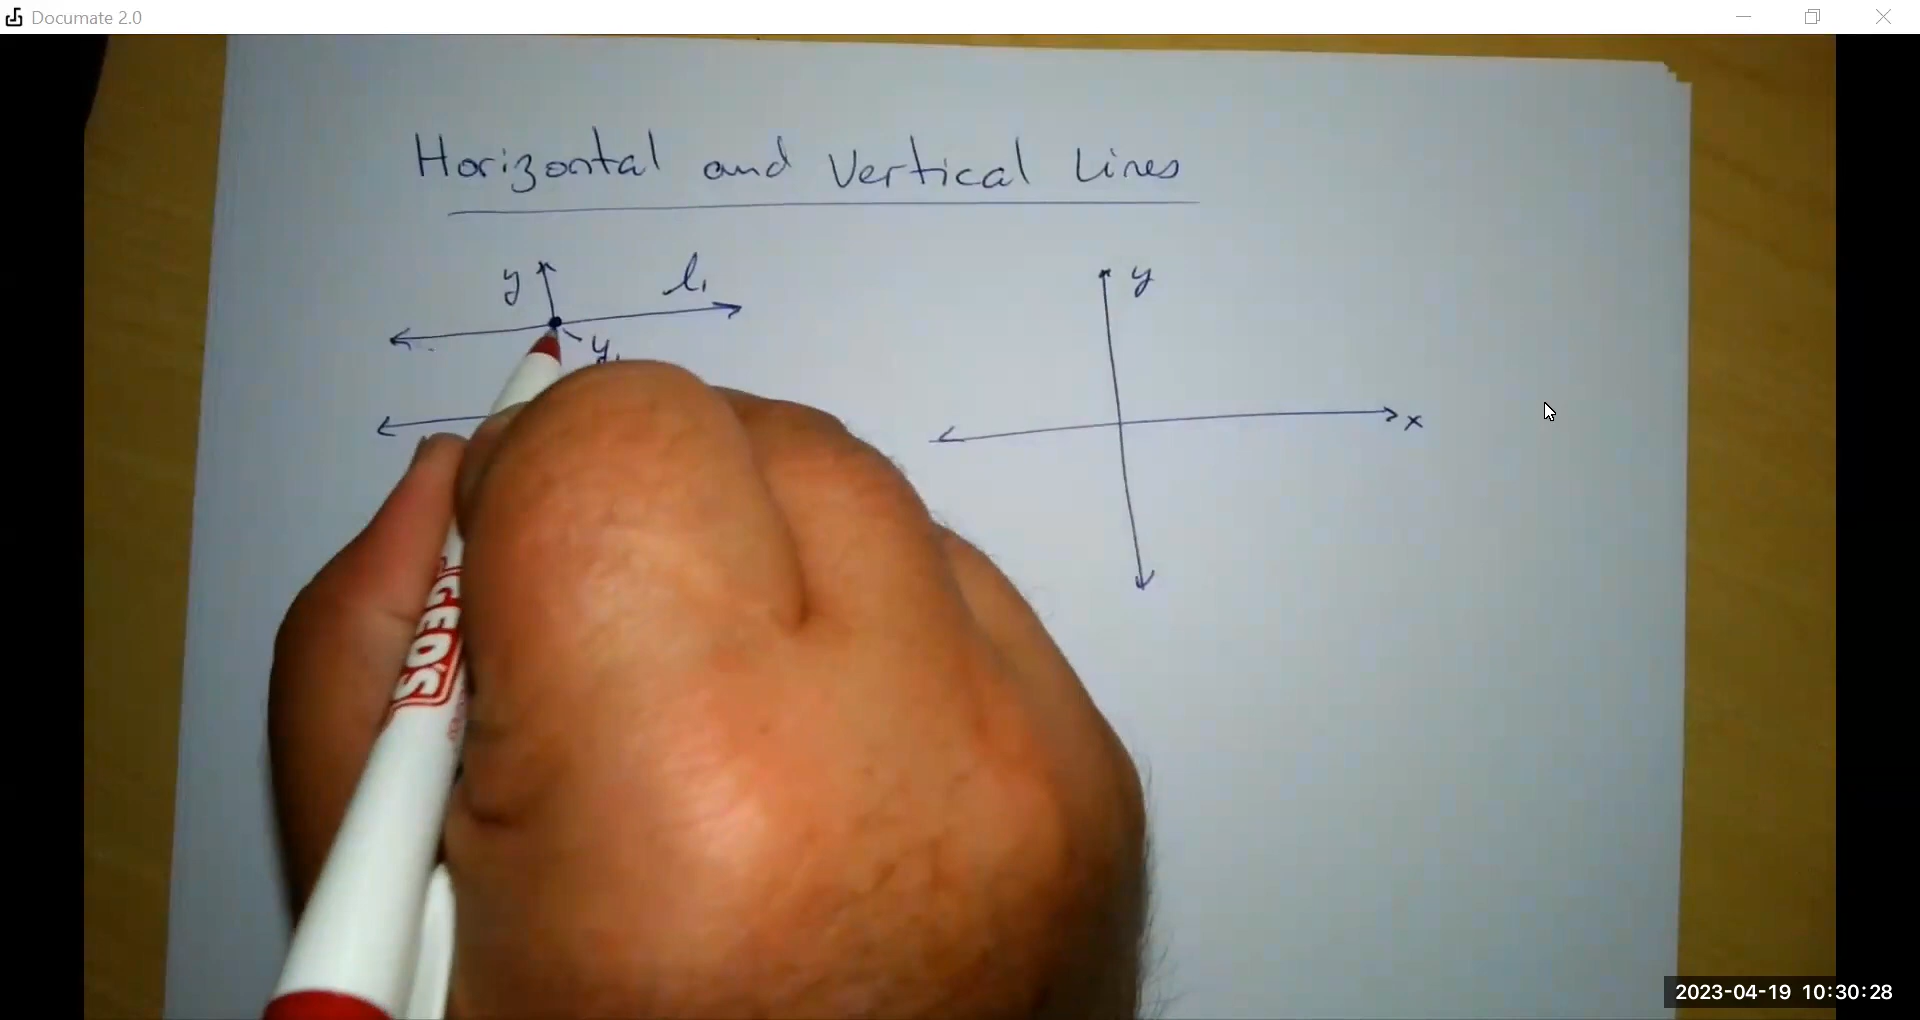 Documate 2.0
Horizontal and Vertical Lines
y l₁
y₁
y
x
2023-04-19 10:30:28